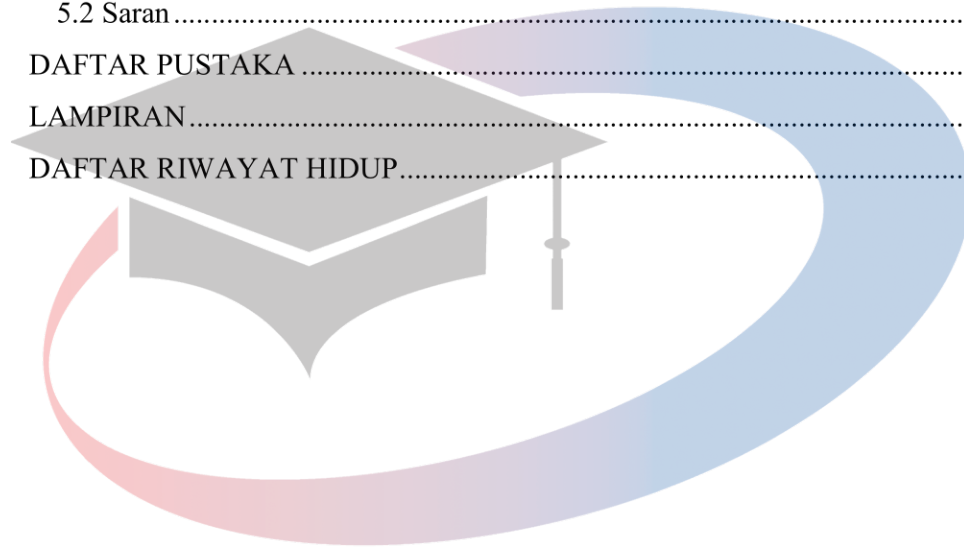 5.2 Saran........................................................................................................
DAFTAR PUSTAKA........................................................................................
LAMPIRAN.....................................................................................................
DAFTAR RIWAYAT HIDUP...........................................................................